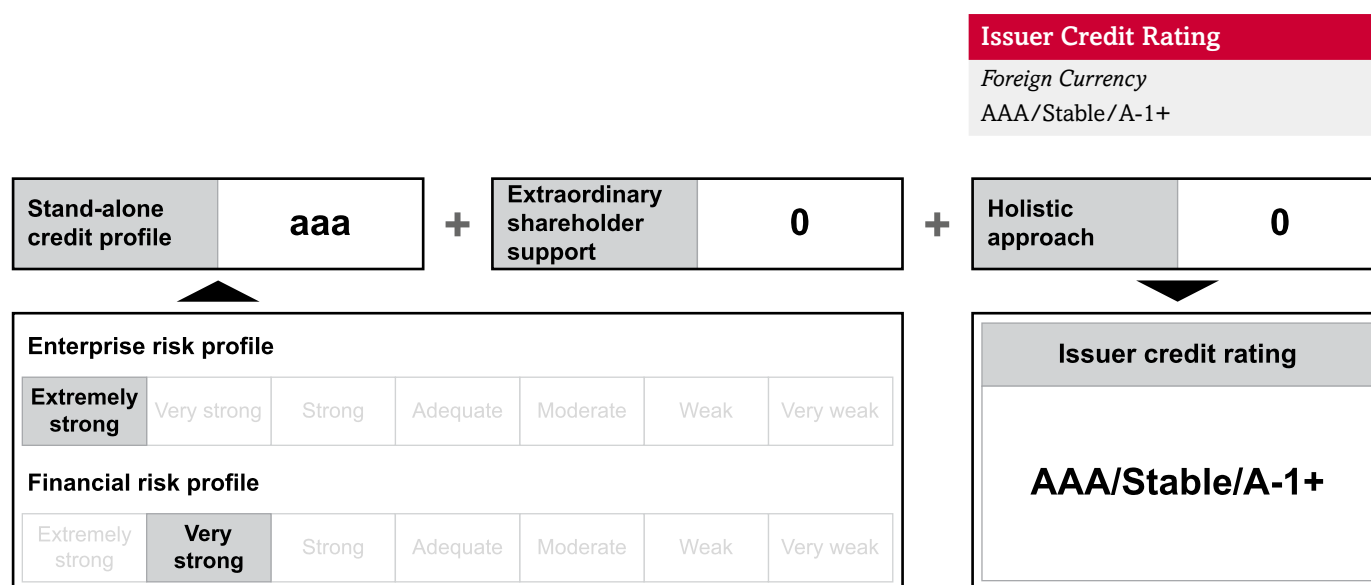 Issuer Credit Rating
Foreign Currency
AAA/Stable/A-1+
Stand-alone
credit profile
aaa
+
Extraordinary
shareholder
support
0
+
Holistic
approach
0
Enterprise risk profile
Extremely
strong
Very strong
Strong
Adequate
Moderate
Weak
Very weak
Financial risk profile
Extremely
strong
Very
strong
Strong
Adequate
Moderate
Weak
Very weak
Issuer credit rating
AAA/Stable/A-1+